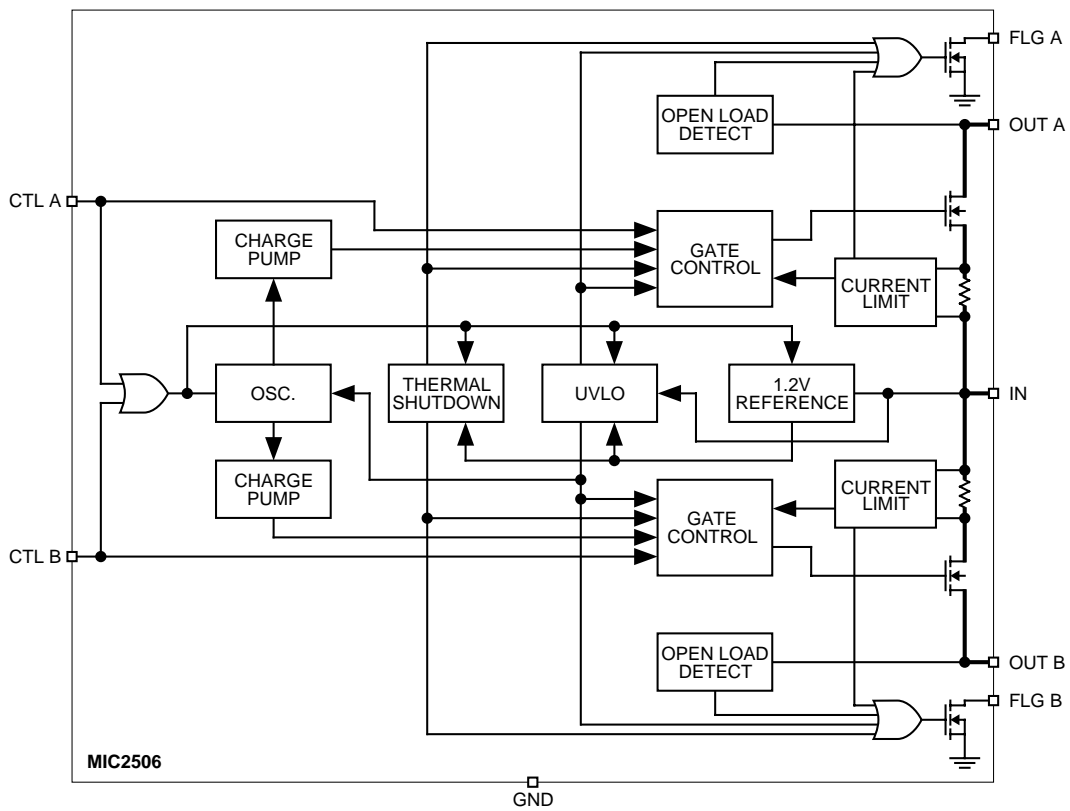 FLG A
OPEN LOAD
DETECT
OUT A
CTL A
CHARGE
PUMP
GATE
CONTROL
CURRENT
LIMIT
OSC.
THERMAL
SHUTDOWN
UVLO
1.2V
REFERENCE
IN
CHARGE
PUMP
GATE
CONTROL
CURRENT
LIMIT
CTL B
OPEN LOAD
DETECT
OUT B
FLG B
MIC2506
GND